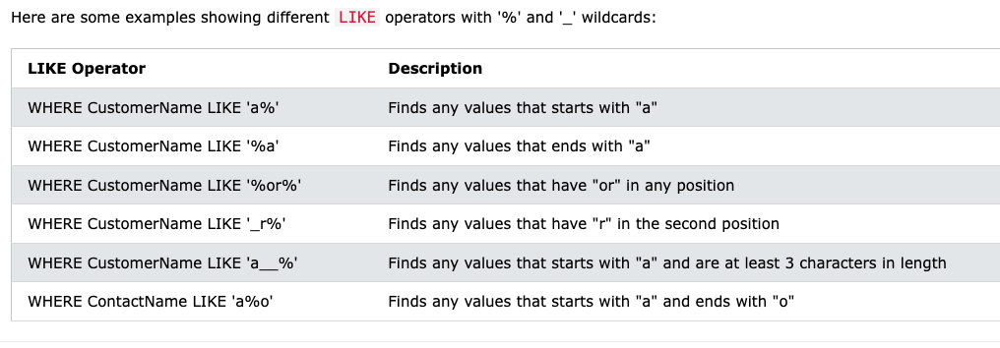 Here are some examples showing different LIKE operators with '%' and '_' wildcards:
LIKE Operator Description
WHERE CustomerName LIKE 'a%' Finds any values that starts with "a"
WHERE CustomerName LIKE '%a' Finds any values that ends with "a"
WHERE CustomerName LIKE '%or%' Finds any values that have "or" in any position
WHERE CustomerName LIKE '_r%' Finds any values that have "r" in the second position
WHERE CustomerName LIKE 'a__%' Finds any values that starts with "a" and are at least 3 characters in length
WHERE ContactName LIKE 'a%o' Finds any values that starts with "a" and ends with "o"